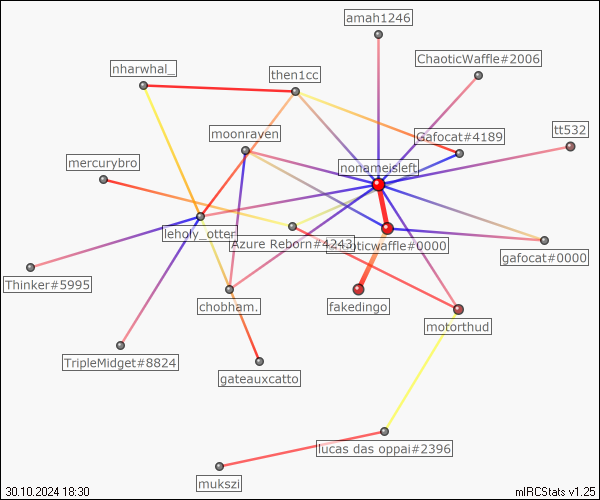 amah1246
ChaoticWaffle#2006
nharwhal_
then1cc
moonraven
Gafocat#4189
tt532
mercurybro
nonameisleft
leholy_otter
Azure Reborn#4243
oticwaffle#0000
gafocat#0000
Thinker#5995
chobham.
fakedingo
motorthud
TripleMidget#8824
gateauxcatto
lucas das oppai#2396
mukszi
30.10.2024 18:30
mIRCStats v1.25